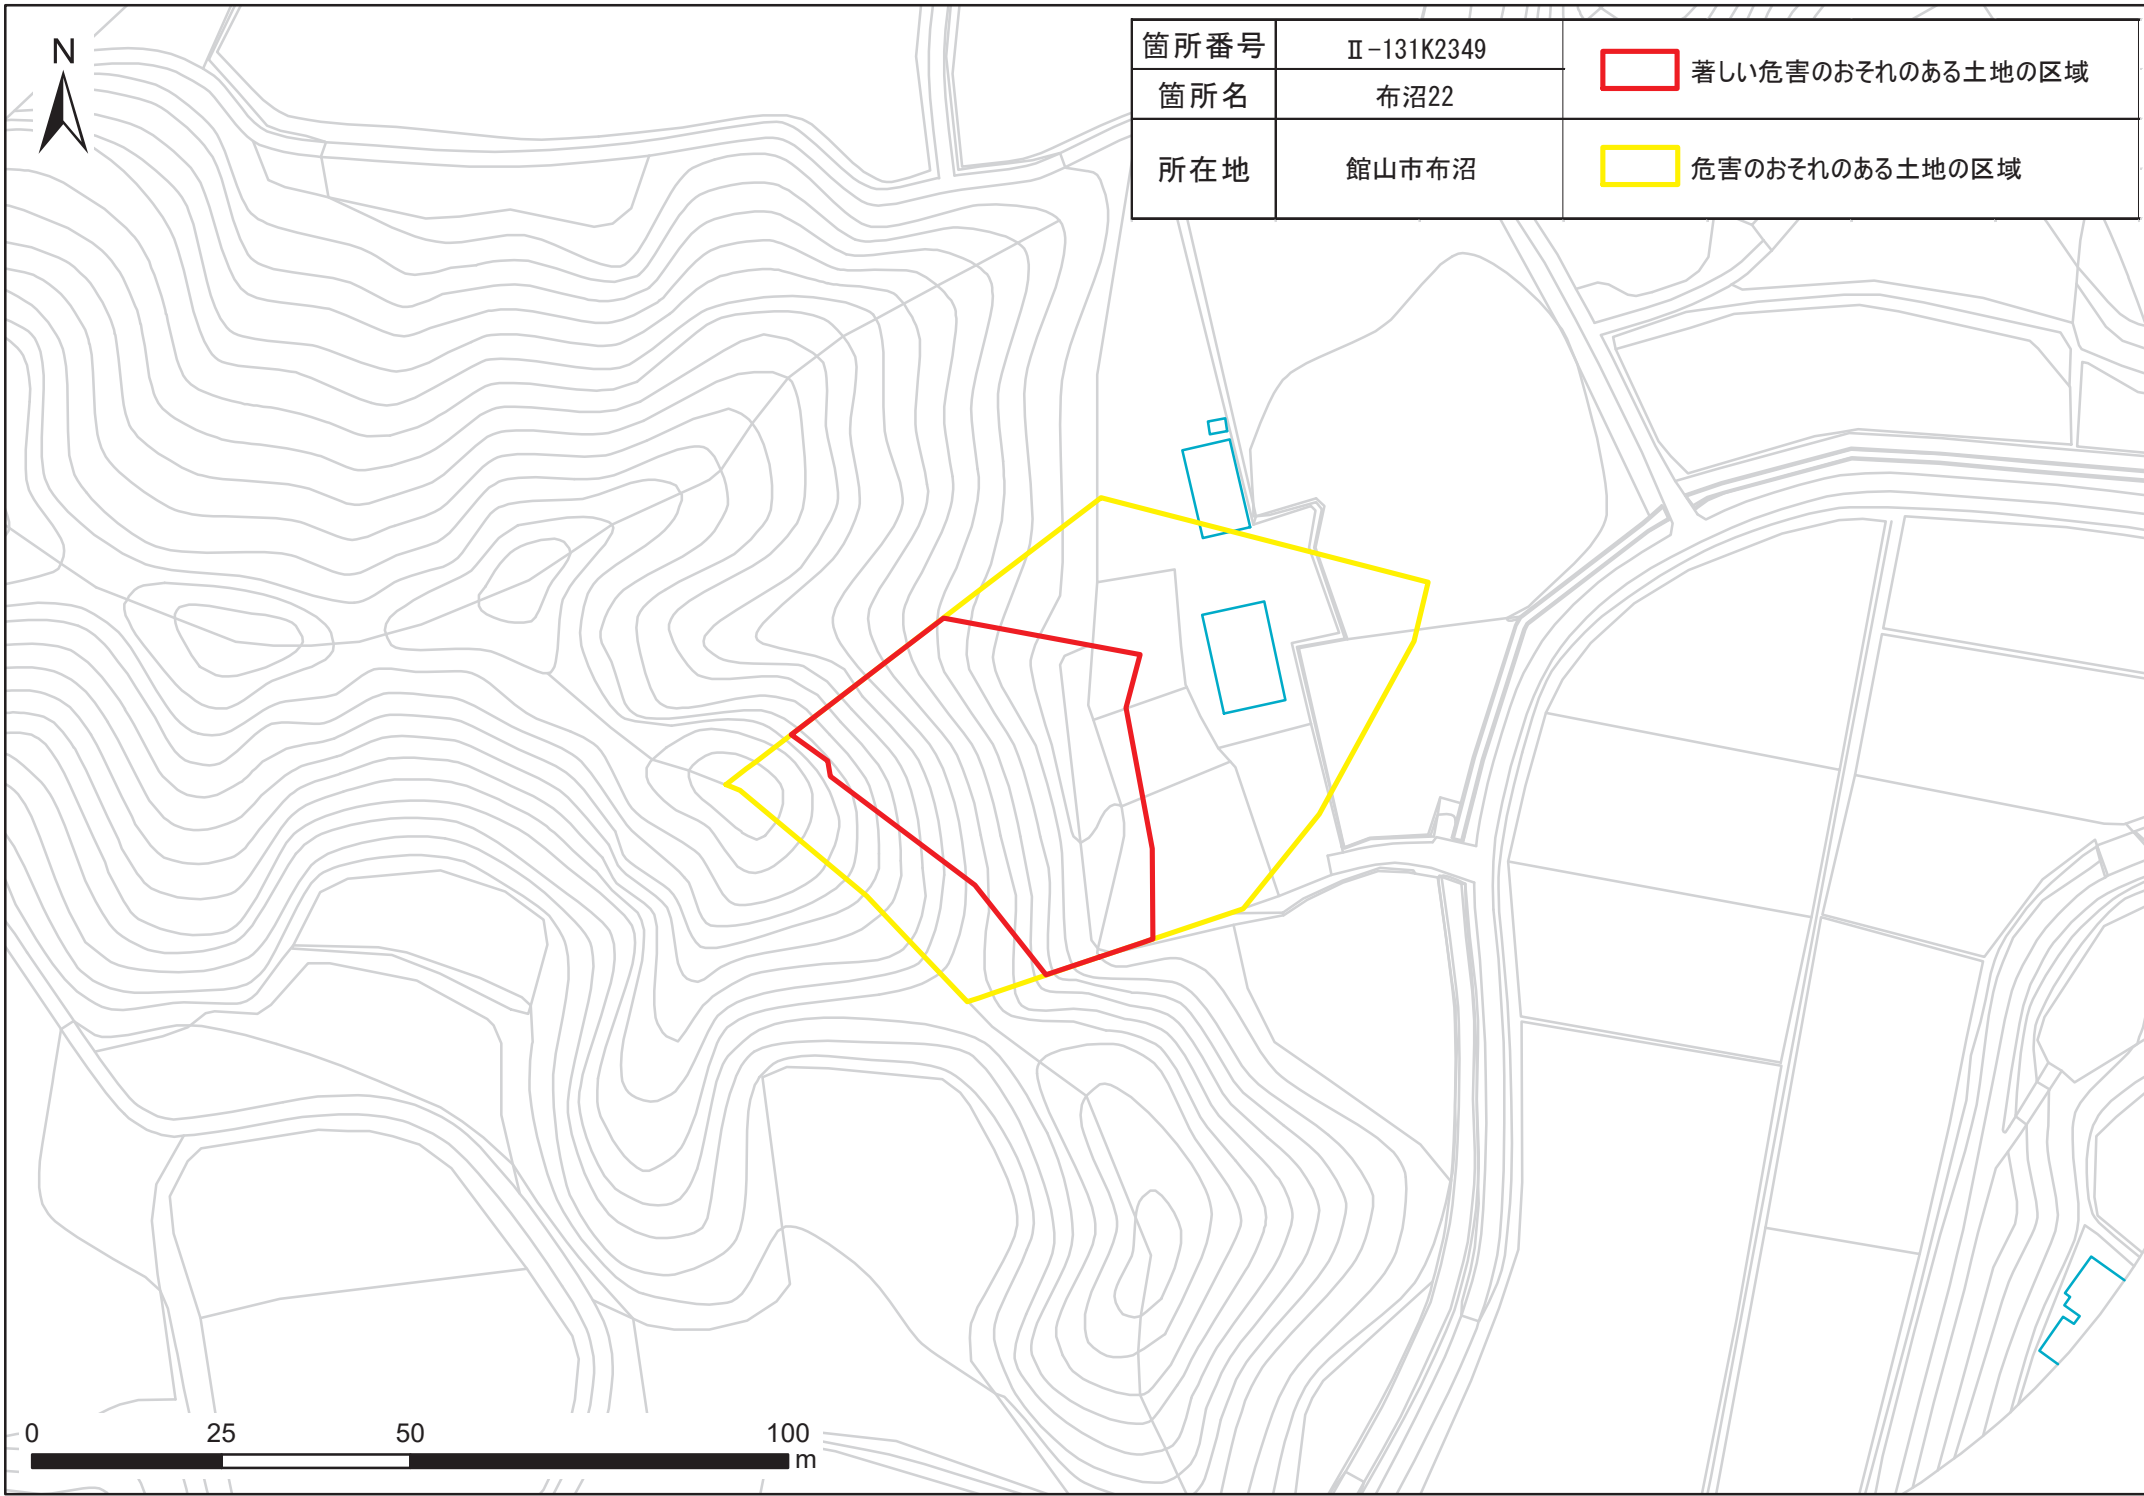 N
箇所番号 Ⅱ-131K2349
箇所名 布沼22
所在地 館山市布沼
著しい危害のおそれのある土地の区域
危害のおそれのある土地の区域
0 25 50 100
m